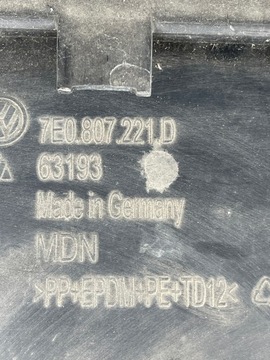 7E0.807.221.D
63193
Made in Germany
MDN
>PP+EPDM+PE+TD12<